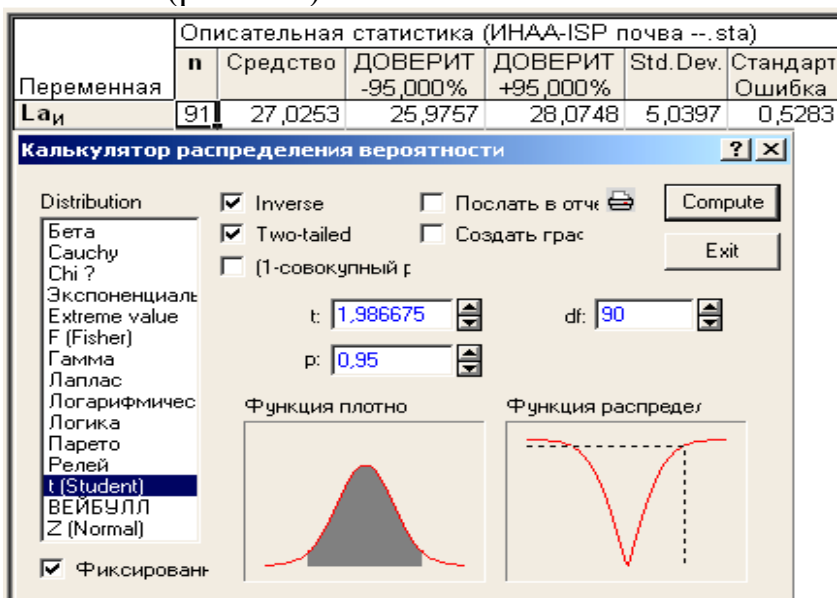 Описательная статистика (ИНАА-ISP почва --.sta)
Переменная n Средство ДОВЕРИТ -95,000% ДОВЕРИТ +95,000% Std.Dev. Стандарт Ошибка
Laи 91 27,0253 25,9757 28,0748 5,0397 0,5283
Калькулятор распределения вероятности
Distribution
Бета
Cauchy
Chi ?
Экспоненциаль
Extreme value
F (Fisher)
Гамма
Лаплас
Логарифмичес
Логика
Парето
Релей
t (Student)
ВЕЙБУЛЛ
Z (Normal)
Фиксирован
Inverse
Two-tailed
(1-совокупный р
Послать в отче
Создать граф
Compute
Exit
t: 1,986675
df: 90
p: 0,95
Функция плотно
Функция распредел